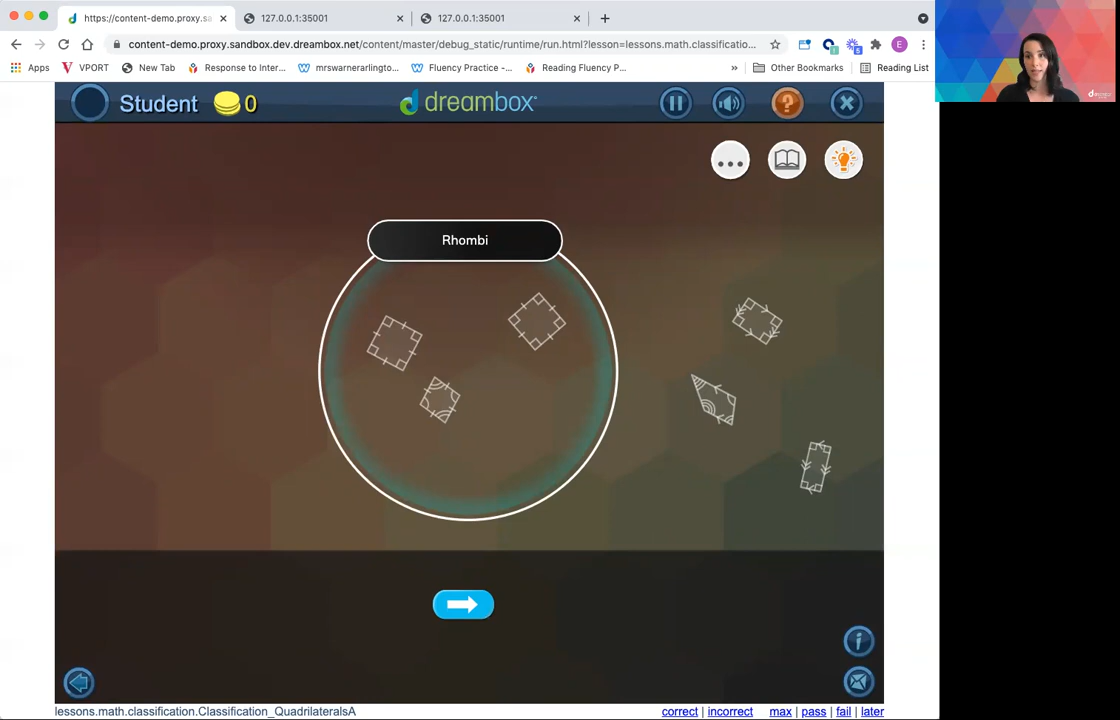 https://content-demo.proxy.sa
127.0.0.1:35001
127.0.0.1:35001
content-demo.proxy.sandbox.dev.dreambox.net/content/master/debug_static/runtime/run.html?lesson=lessons.math.classificatio...
E
Apps
VPORT
New Tab
Response to Inter...
mrswinerarlington...
Fluency Practice -...
Reading Fluency P...
»
Other Bookmarks
Reading List
Student
0
dreambox
?
Rhombi
i
lessons.math.classification.Classification_QuadrilateralsA
correct | incorrect max | pass | fail | later